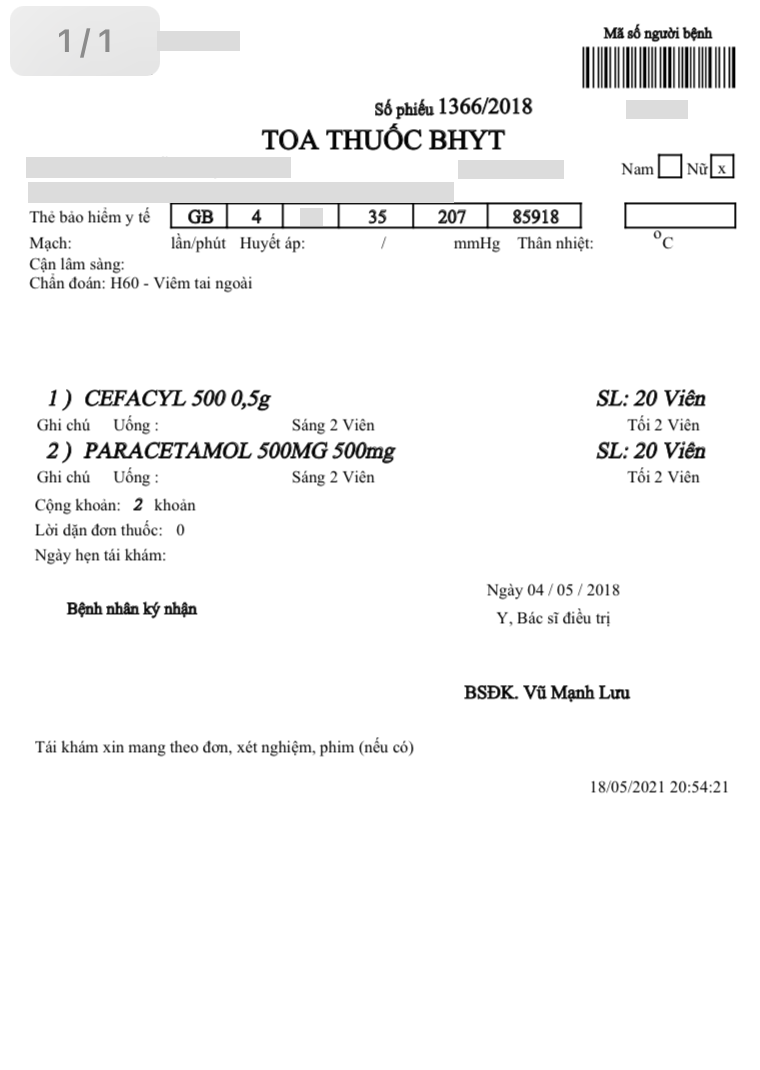 1/1
Mã số người bệnh
Số phiếu 1366/2018
TOA THUỐC BHYT
Nam Nữ x
Thẻ bảo hiểm y tế GB 4 35 207 85918
Mạch: lần/phút Huyết áp: / mmHg Thân nhiệt: °C
Cận lâm sàng:
Chẩn đoán: H60 - Viêm tai ngoài
1 ) CEFACYL 500 0,5g SL: 20 Viên
Ghi chú Uống : Sáng 2 Viên Tối 2 Viên
2 ) PARACETAMOL 500MG 500mg SL: 20 Viên
Ghi chú Uống : Sáng 2 Viên Tối 2 Viên
Cộng khoản: 2 khoản
Lời dặn đơn thuốc: 0
Ngày hẹn tái khám:
Ngày 04 / 05 / 2018
Bệnh nhân ký nhận
Y, Bác sĩ điều trị
BSĐK. Vũ Mạnh Lưu
Tái khám xin mang theo đơn, xét nghiệm, phim (nếu có)
18/05/2021 20:54:21